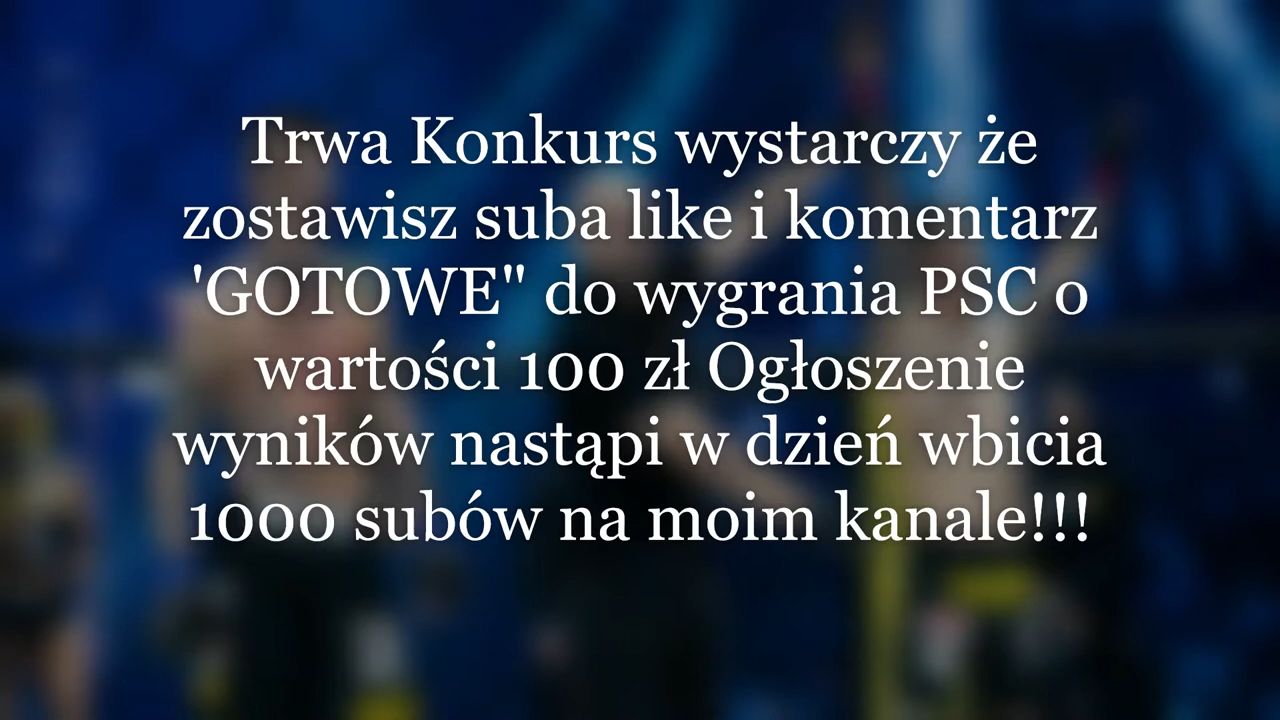 Trwa Konkurs wystarczy że
zostawisz suba like i komentarz
'GOTOWE" do wygrania PSC o
wartości 100 zł Ogłoszenie
wyników nastąpi w dzień wbicia
1000 subów na moim kanale!!!